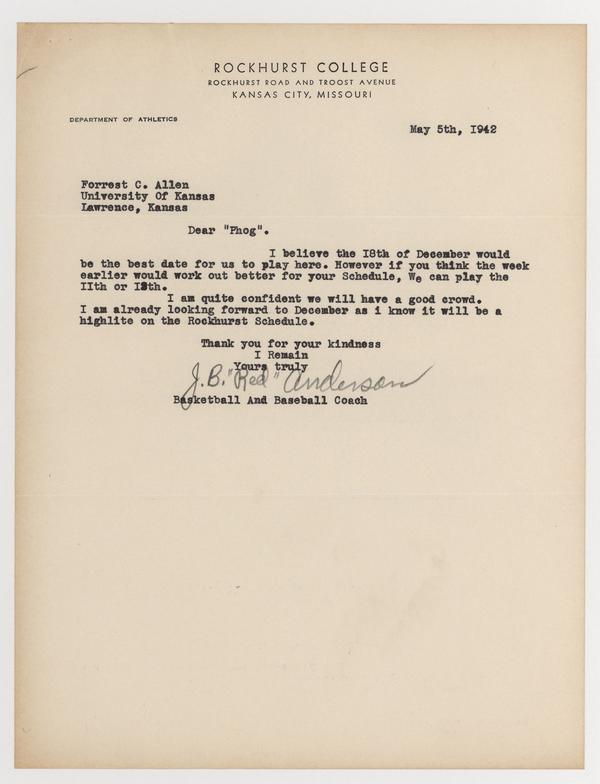 ROCKHURST COLLEGE
ROCKHURST ROAD AND TROOST AVENUE
KANSAS CITY, MISSOURI
DEPARTMENT OF ATHLETICS
May 5th, I942
Forrest C. Allen
University Of Kansas
Lawrence, Kansas
Dear "Phog".
I believe the I8th of December would
be the best date for us to play here. However if you think the week
earlier would work out better for your Schedule, We can play the
IIth or I2th.
I am quite confident we will have a good crowd.
I am already looking forward to December as i know it will be a
highlite on the Rockhurst Schedule.
Thank you for your kindness
I Remain
Yours truly
J.B. "Red" Anderson
Basketball And Baseball Coach